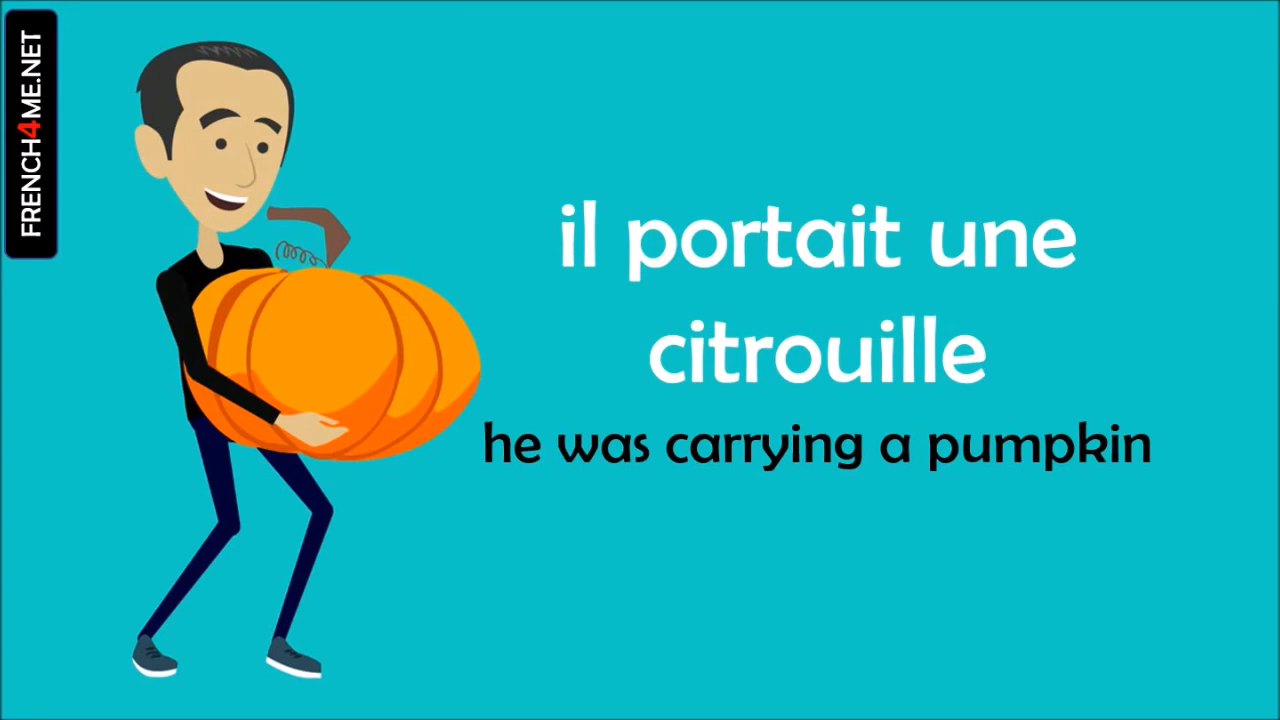 FRENCH4ME.NET
il portait une
citrouille
he was carrying a pumpkin